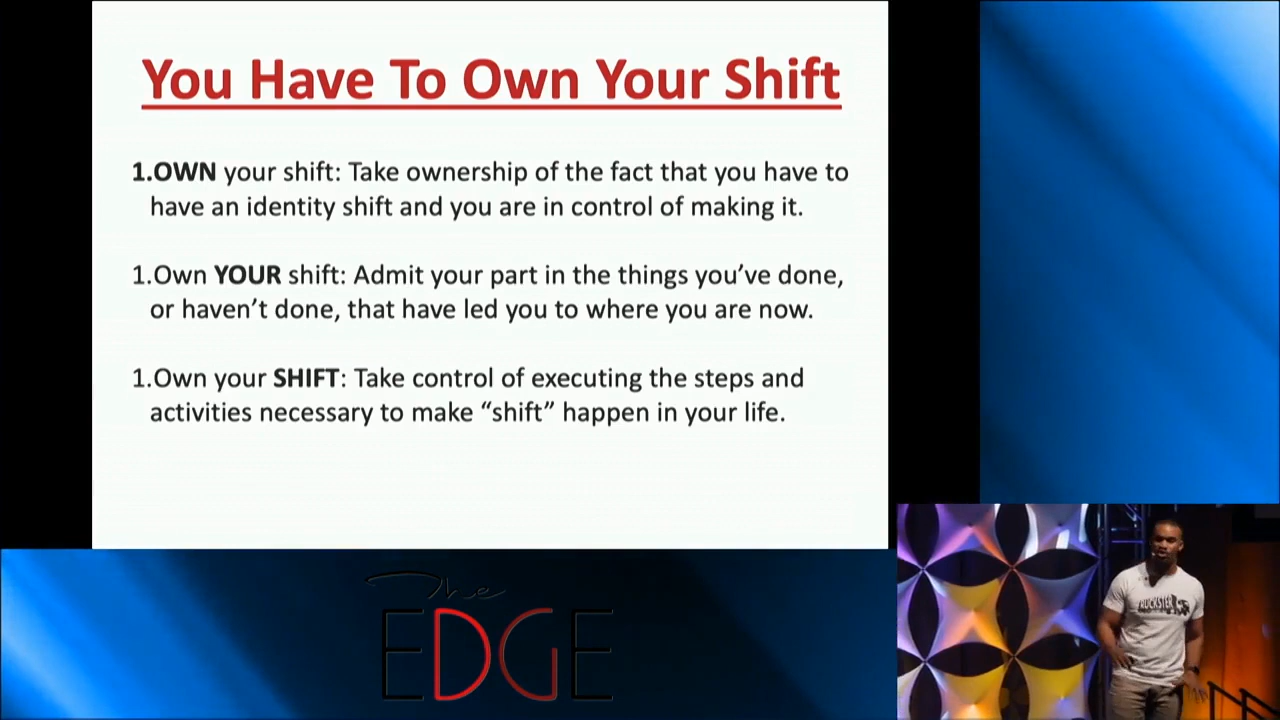 You Have To Own Your Shift
1.OWN your shift: Take ownership of the fact that you have to
have an identity shift and you are in control of making it.
1.Own YOUR shift: Admit your part in the things you’ve done,
or haven’t done, that have led you to where you are now.
1.Own your SHIFT: Take control of executing the steps and
activities necessary to make “shift” happen in your life.
The
EDGE